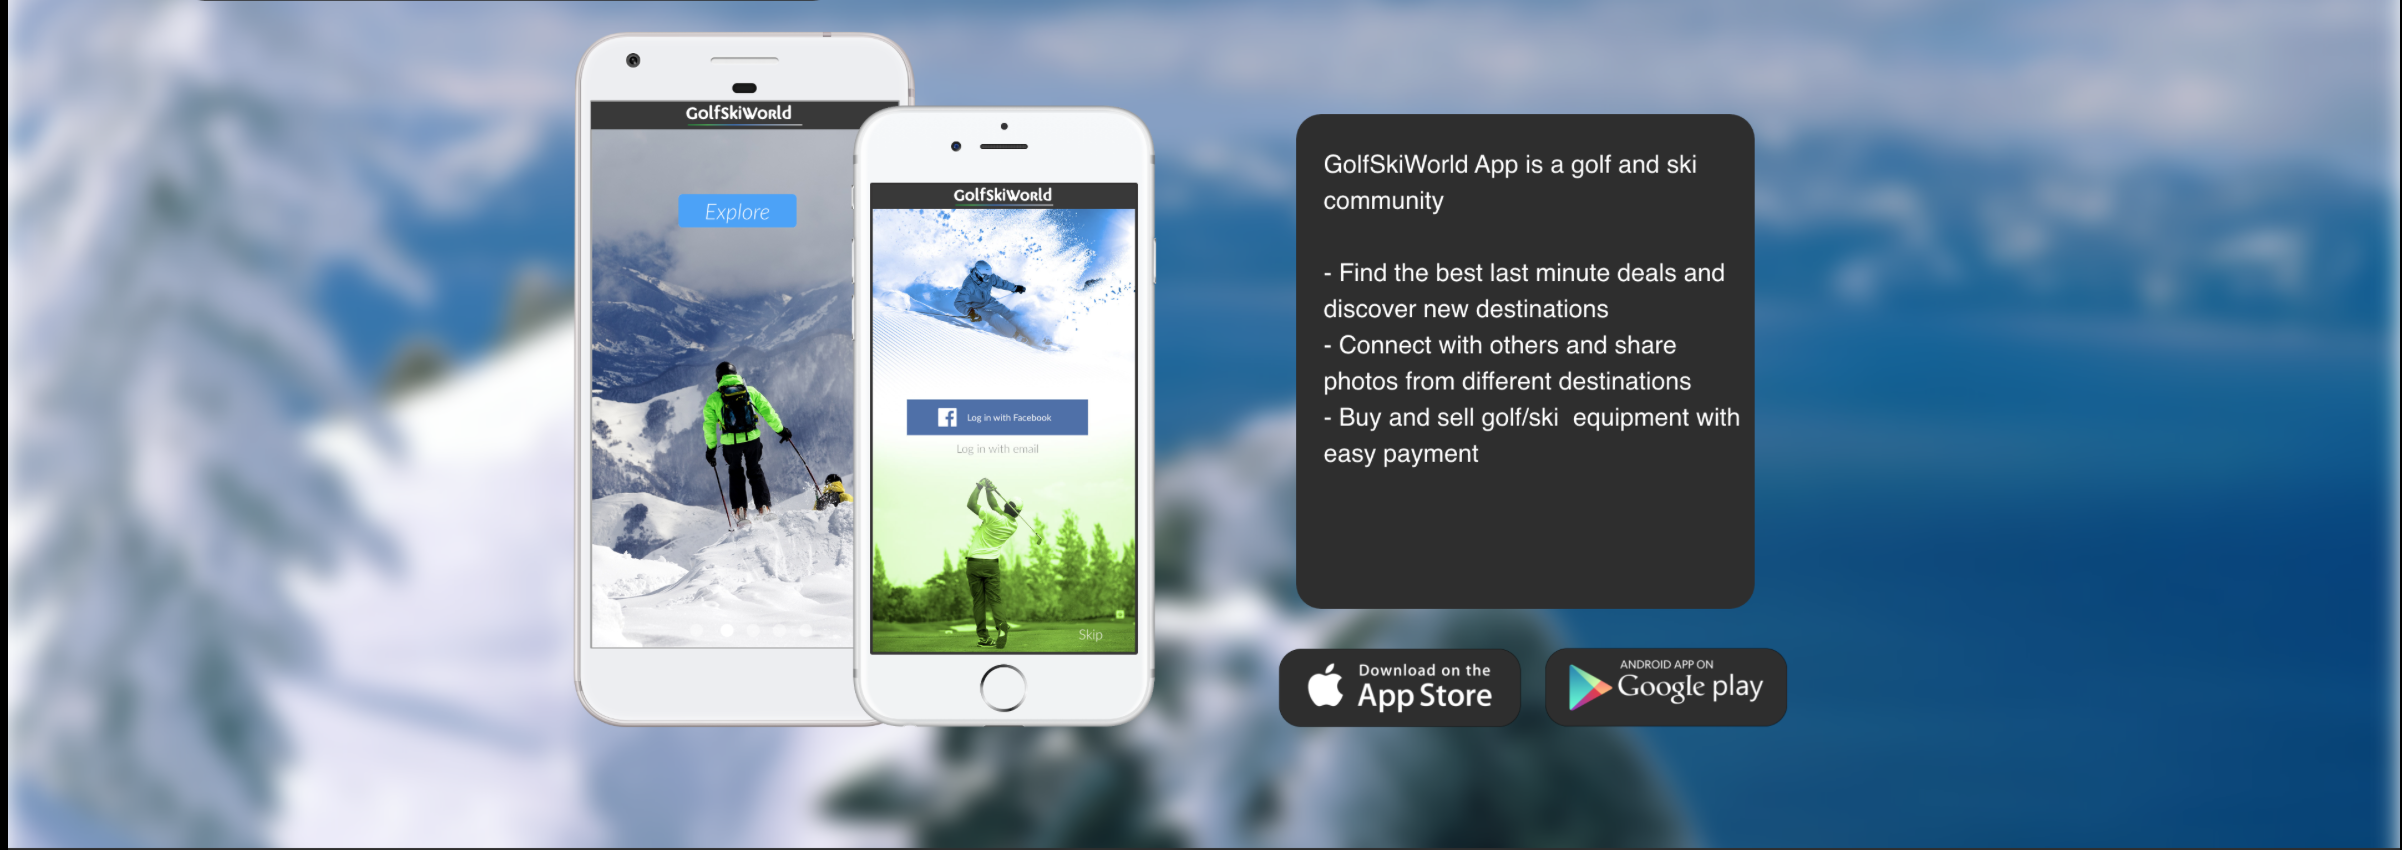 GolfSkiWorld
Explore
GolfSkiWorld
Log in with Facebook
Log in with email
Skip
GolfSkiWorld App is a golf and ski
community
- Find the best last minute deals and
discover new destinations
- Connect with others and share
photos from different destinations
- Buy and sell golf/ski  equipment with
easy payment
Download on the
App Store
ANDROID APP ON
Google play